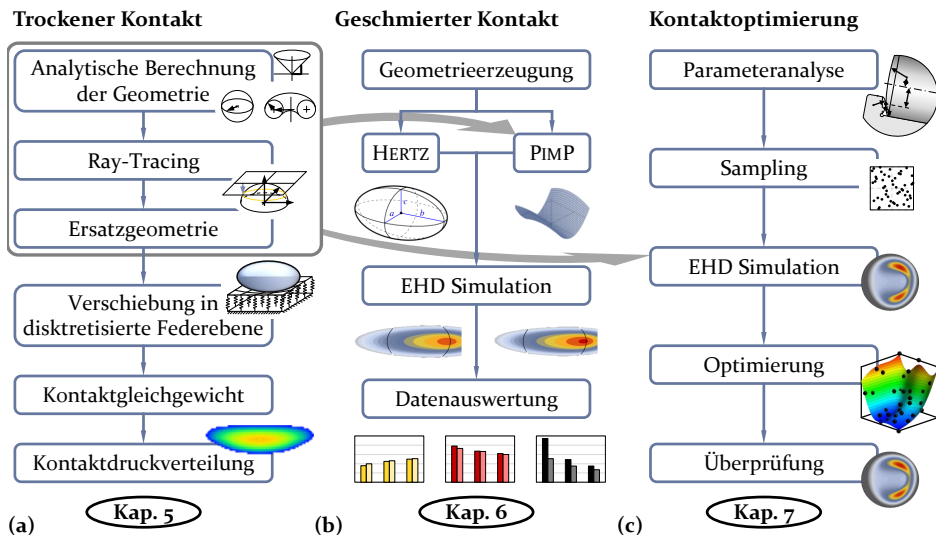 Trockener Kontakt
Analytische Berechnung
der Geometrie
Ray-Tracing
Ersatzgeometrie
Verschiebung in
disktretisierte Federebene
Kontaktgleichgewicht
Kontaktdruckverteilung
(a)
Kap. 5
Geschmierter Kontakt
Geometrieerzeugung
HERTZ
PIMP
a
b
c
EHD Simulation
Datenauswertung
(b)
Kap. 6
Kontaktoptimierung
Parameteranalyse
Sampling
EHD Simulation
Optimierung
Überprüfung
(c)
Kap. 7